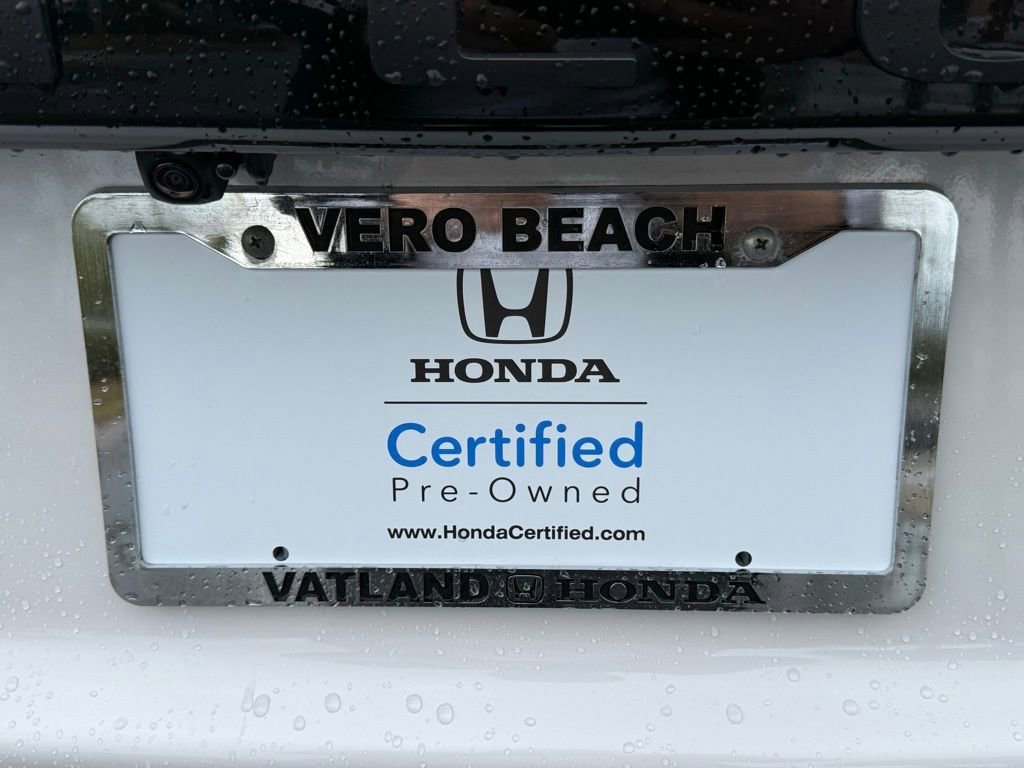 VERO BEACH
HONDA
Certified
Pre-Owned
www.HondaCertified.com
VATLAND HONDA